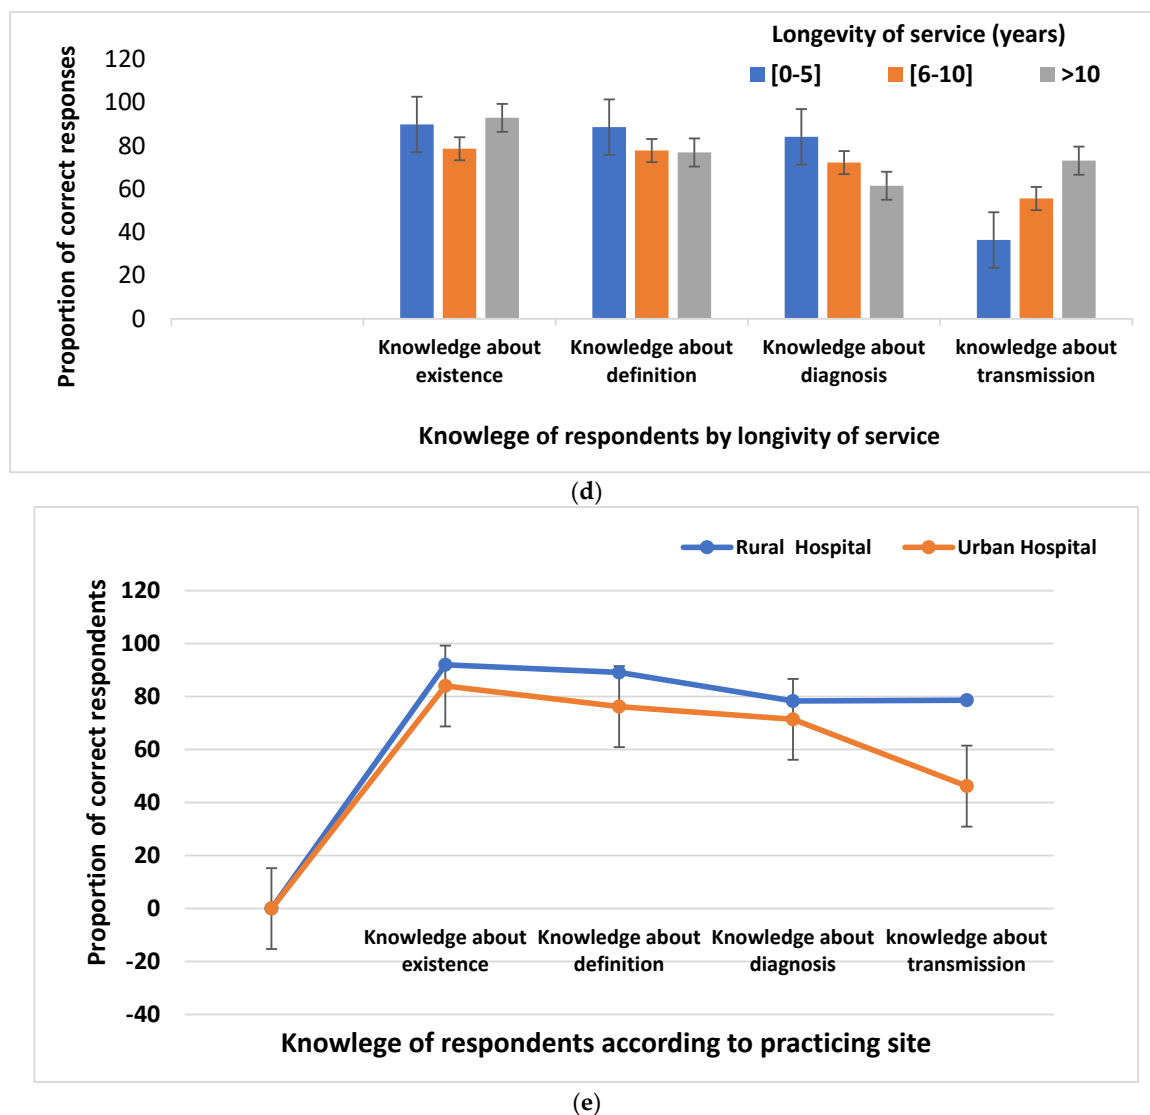 Longevity of service (years)
[0-5] [6-10] >10
Proportion of correct responses
120
100
80
60
40
20
0
Knowledge about existence
Knowledge about definition
Knowledge about diagnosis
knowledge about transmission
Knowlege of respondents by longivity of service
(d)
Rural Hospital Urban Hospital
Proportion of correct respondents
120
100
80
60
40
20
0
-20
-40
Knowledge about existence
Knowledge about definition
Knowledge about diagnosis
knowledge about transmission
Knowlege of respondents according to practicing site
(e)